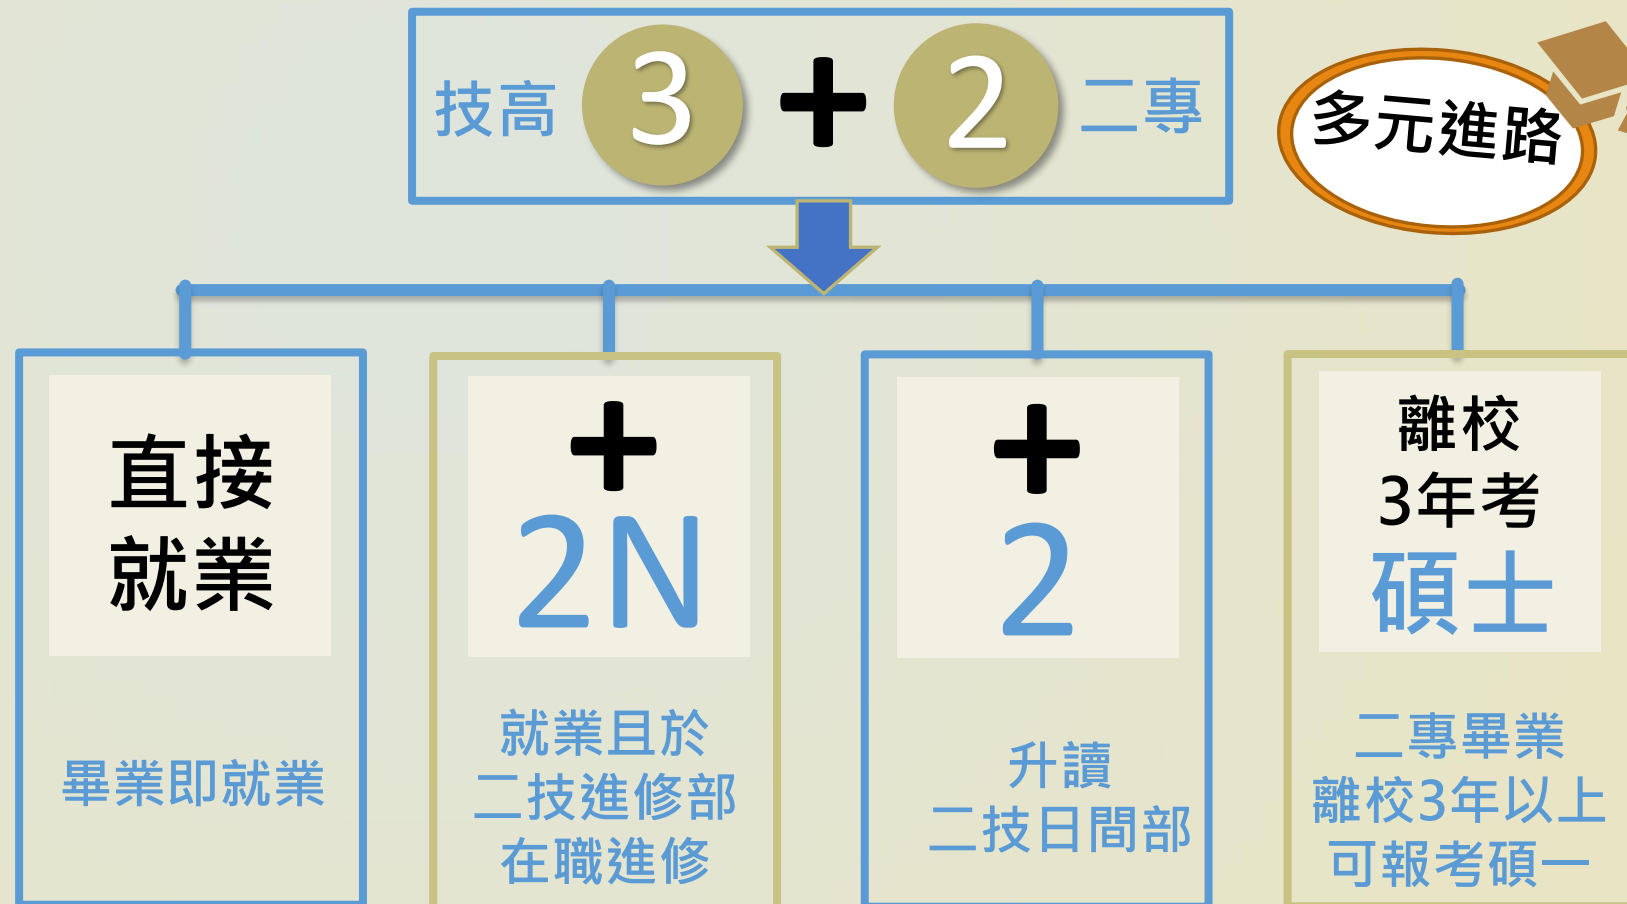 技高 3 + 2 二專
多元進路
直接
就業
畢業即就業
+
2N
就業且於
二技進修部
在職進修
+
2
升讀
二技日間部
離校
3年考
碩士
二專畢業
離校3年以上
可報考碩一